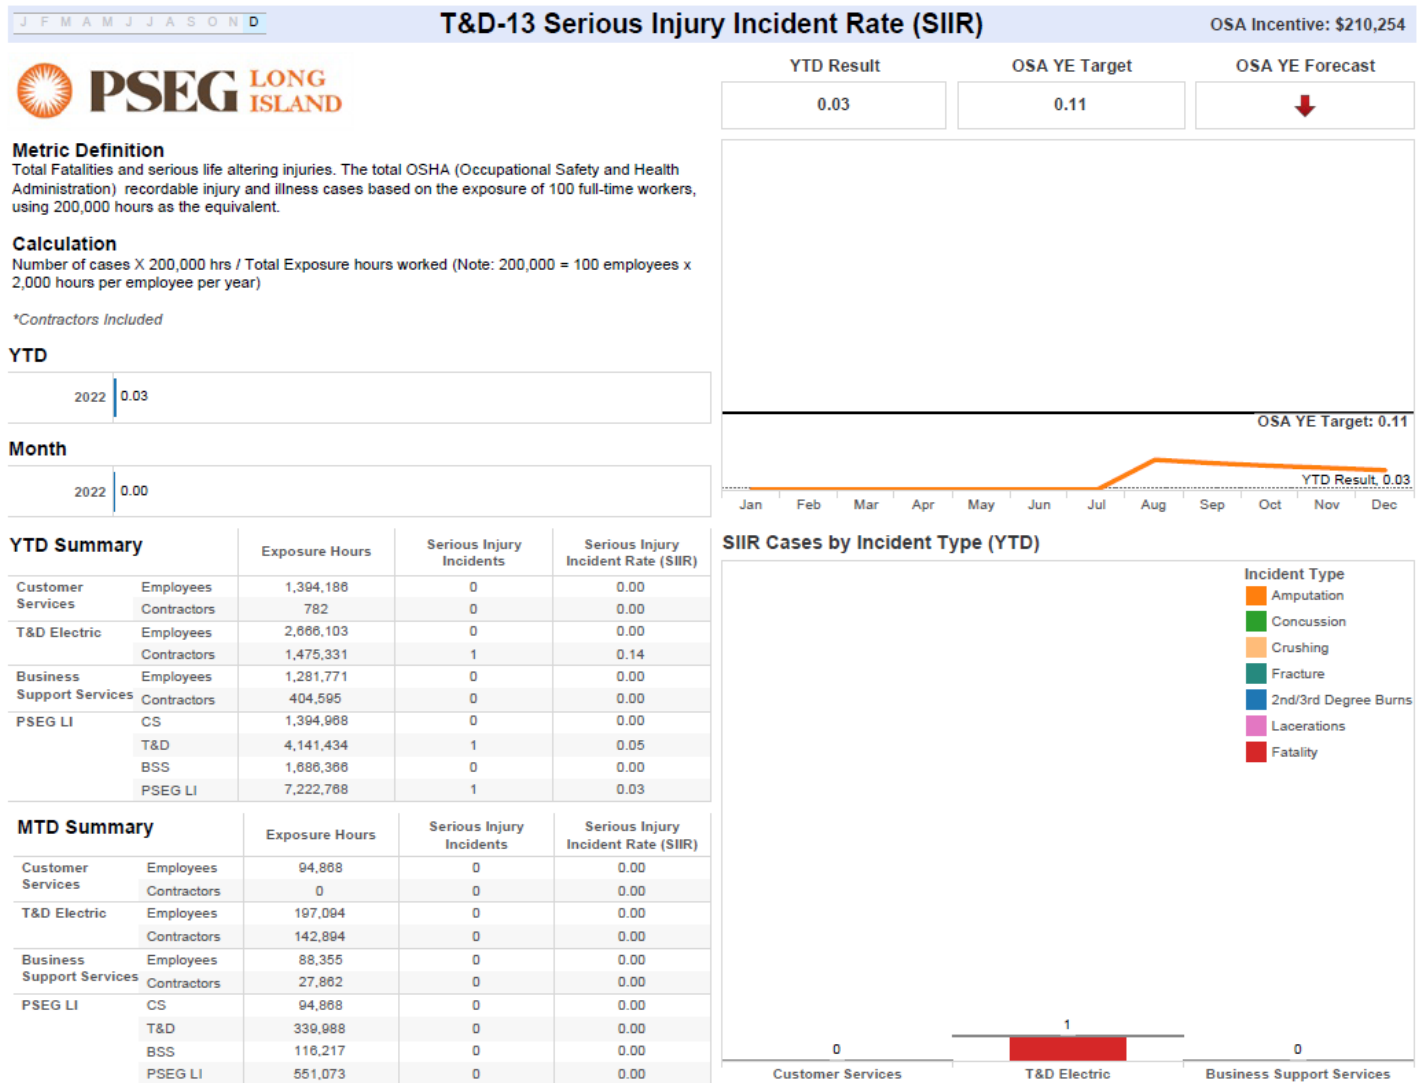 J F M A M J J A S O N D
T&D-13 Serious Injury Incident Rate (SIIR)
OSA Incentive: $210,254
PSEG LONG ISLAND
YTD Result
OSA YE Target
OSA YE Forecast
0.03
0.11
Metric Definition
Total Fatalities and serious life altering injuries. The total OSHA (Occupational Safety and Health
Administration) recordable injury and illness cases based on the exposure of 100 full-time workers,
using 200,000 hours as the equivalent.
Calculation
Number of cases X 200,000 hrs / Total Exposure hours worked (Note: 200,000 = 100 employees x
2,000 hours per employee per year)
*Contractors Included
YTD
2022 0.03
Month
2022 0.00
OSA YE Target: 0.11
YTD Result, 0.03
Jan Feb Mar Apr May Jun Jul Aug Sep Oct Nov Dec
YTD Summary
Exposure Hours
Serious Injury
Incidents
Serious Injury
Incident Rate (SIIR)
Customer
Services
Employees 1,394,186 0 0.00
Contractors 782 0 0.00
T&D Electric Employees 2,666,103 0 0.00
Contractors 1,475,331 1 0.14
Business
Support Services
Employees 1,281,771 0 0.00
Contractors 404,595 0 0.00
PSEG LI CS 1,394,968 0 0.00
T&D 4,141,434 1 0.05
BSS 1,686,366 0 0.00
PSEG LI 7,222,768 1 0.03
MTD Summary
Exposure Hours
Serious Injury
Incidents
Serious Injury
Incident Rate (SIIR)
Customer
Services
Employees 94,868 0 0.00
Contractors 0 0 0.00
T&D Electric Employees 197,094 0 0.00
Contractors 142,894 0 0.00
Business
Support Services
Employees 88,355 0 0.00
Contractors 27,862 0 0.00
PSEG LI CS 94,868 0 0.00
T&D 339,988 0 0.00
BSS 116,217 0 0.00
PSEG LI 551,073 0 0.00
SIIR Cases by Incident Type (YTD)
Incident Type
Amputation
Concussion
Crushing
Fracture
2nd/3rd Degree Burns
Lacerations
Fatality
0
1
0
Customer Services
T&D Electric
Business Support Services